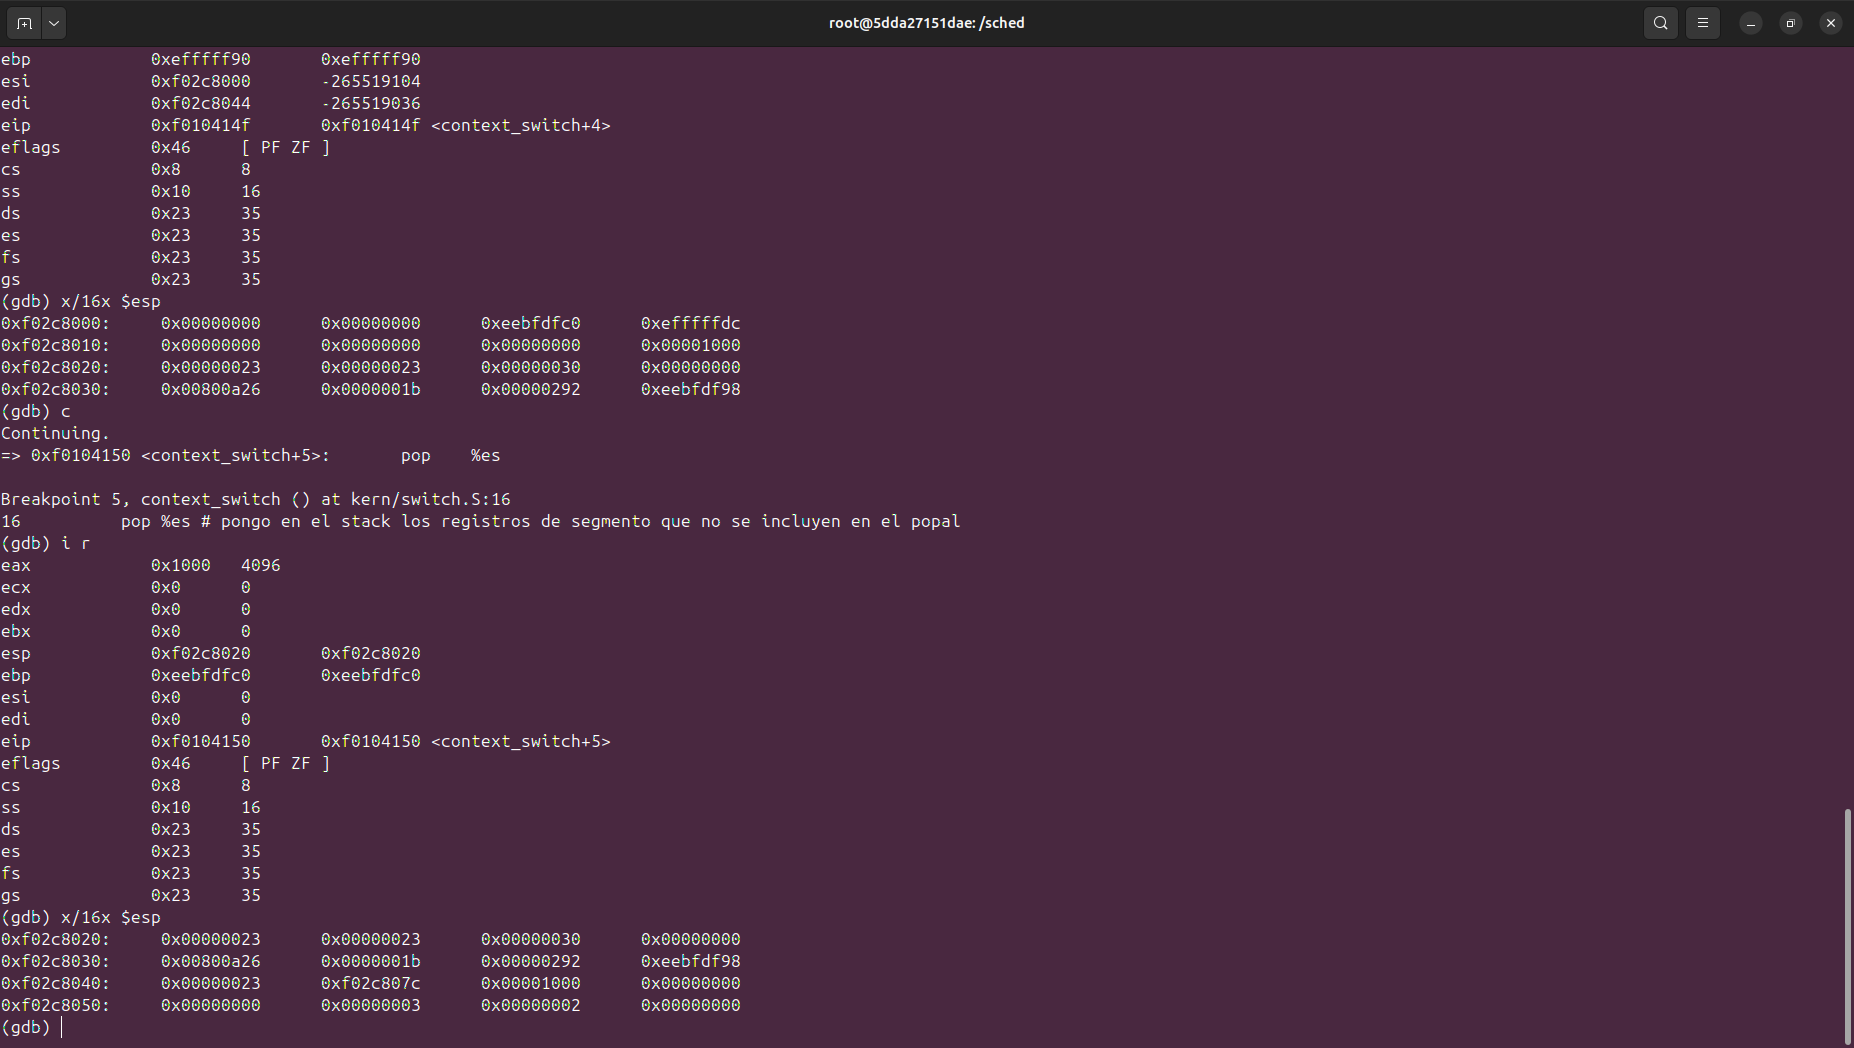 root@5dda27151dae: /sched
ebp            0xefffff90       0xefffff90
esi            0xf02c8000       -265519104
edi            0xf02c8044       -265519036
eip            0xf010414f       0xf010414f <context_switch+4>
eflags         0x46     [ PF ZF ]
cs             0x8      8
ss             0x10     16
ds             0x23     35
es             0x23     35
fs             0x23     35
gs             0x23     35
(gdb) x/16x $esp
0xf02c8000:     0x00000000      0x00000000      0xeebfdfc0      0xefffffdc
0xf02c8010:     0x00000000      0x00000000      0x00000000      0x00001000
0xf02c8020:     0x00000023      0x00000023      0x00000030      0x00000000
0xf02c8030:     0x00800a26      0x0000001b      0x00000292      0xeebfdf98
(gdb) c
Continuing.
=> 0xf0104150 <context_switch+5>:       pop    %es
Breakpoint 5, context_switch () at kern/switch.S:16
16          pop %es # pongo en el stack los registros de segmento que no se incluyen en el popal
(gdb) i r
eax            0x1000   4096
ecx            0x0      0
edx            0x0      0
ebx            0x0      0
esp            0xf02c8020       0xf02c8020
ebp            0xeebfdfc0       0xeebfdfc0
esi            0x0      0
edi            0x0      0
eip            0xf0104150       0xf0104150 <context_switch+5>
eflags         0x46     [ PF ZF ]
cs             0x8      8
ss             0x10     16
ds             0x23     35
es             0x23     35
fs             0x23     35
gs             0x23     35
(gdb) x/16x $esp
0xf02c8020:     0x00000023      0x00000023      0x00000030      0x00000000
0xf02c8030:     0x00800a26      0x0000001b      0x00000292      0xeebfdf98
0xf02c8040:     0x00000023      0xf02c807c      0x00001000      0x00000000
0xf02c8050:     0x00000000      0x00000003      0x00000002      0x00000000
(gdb)